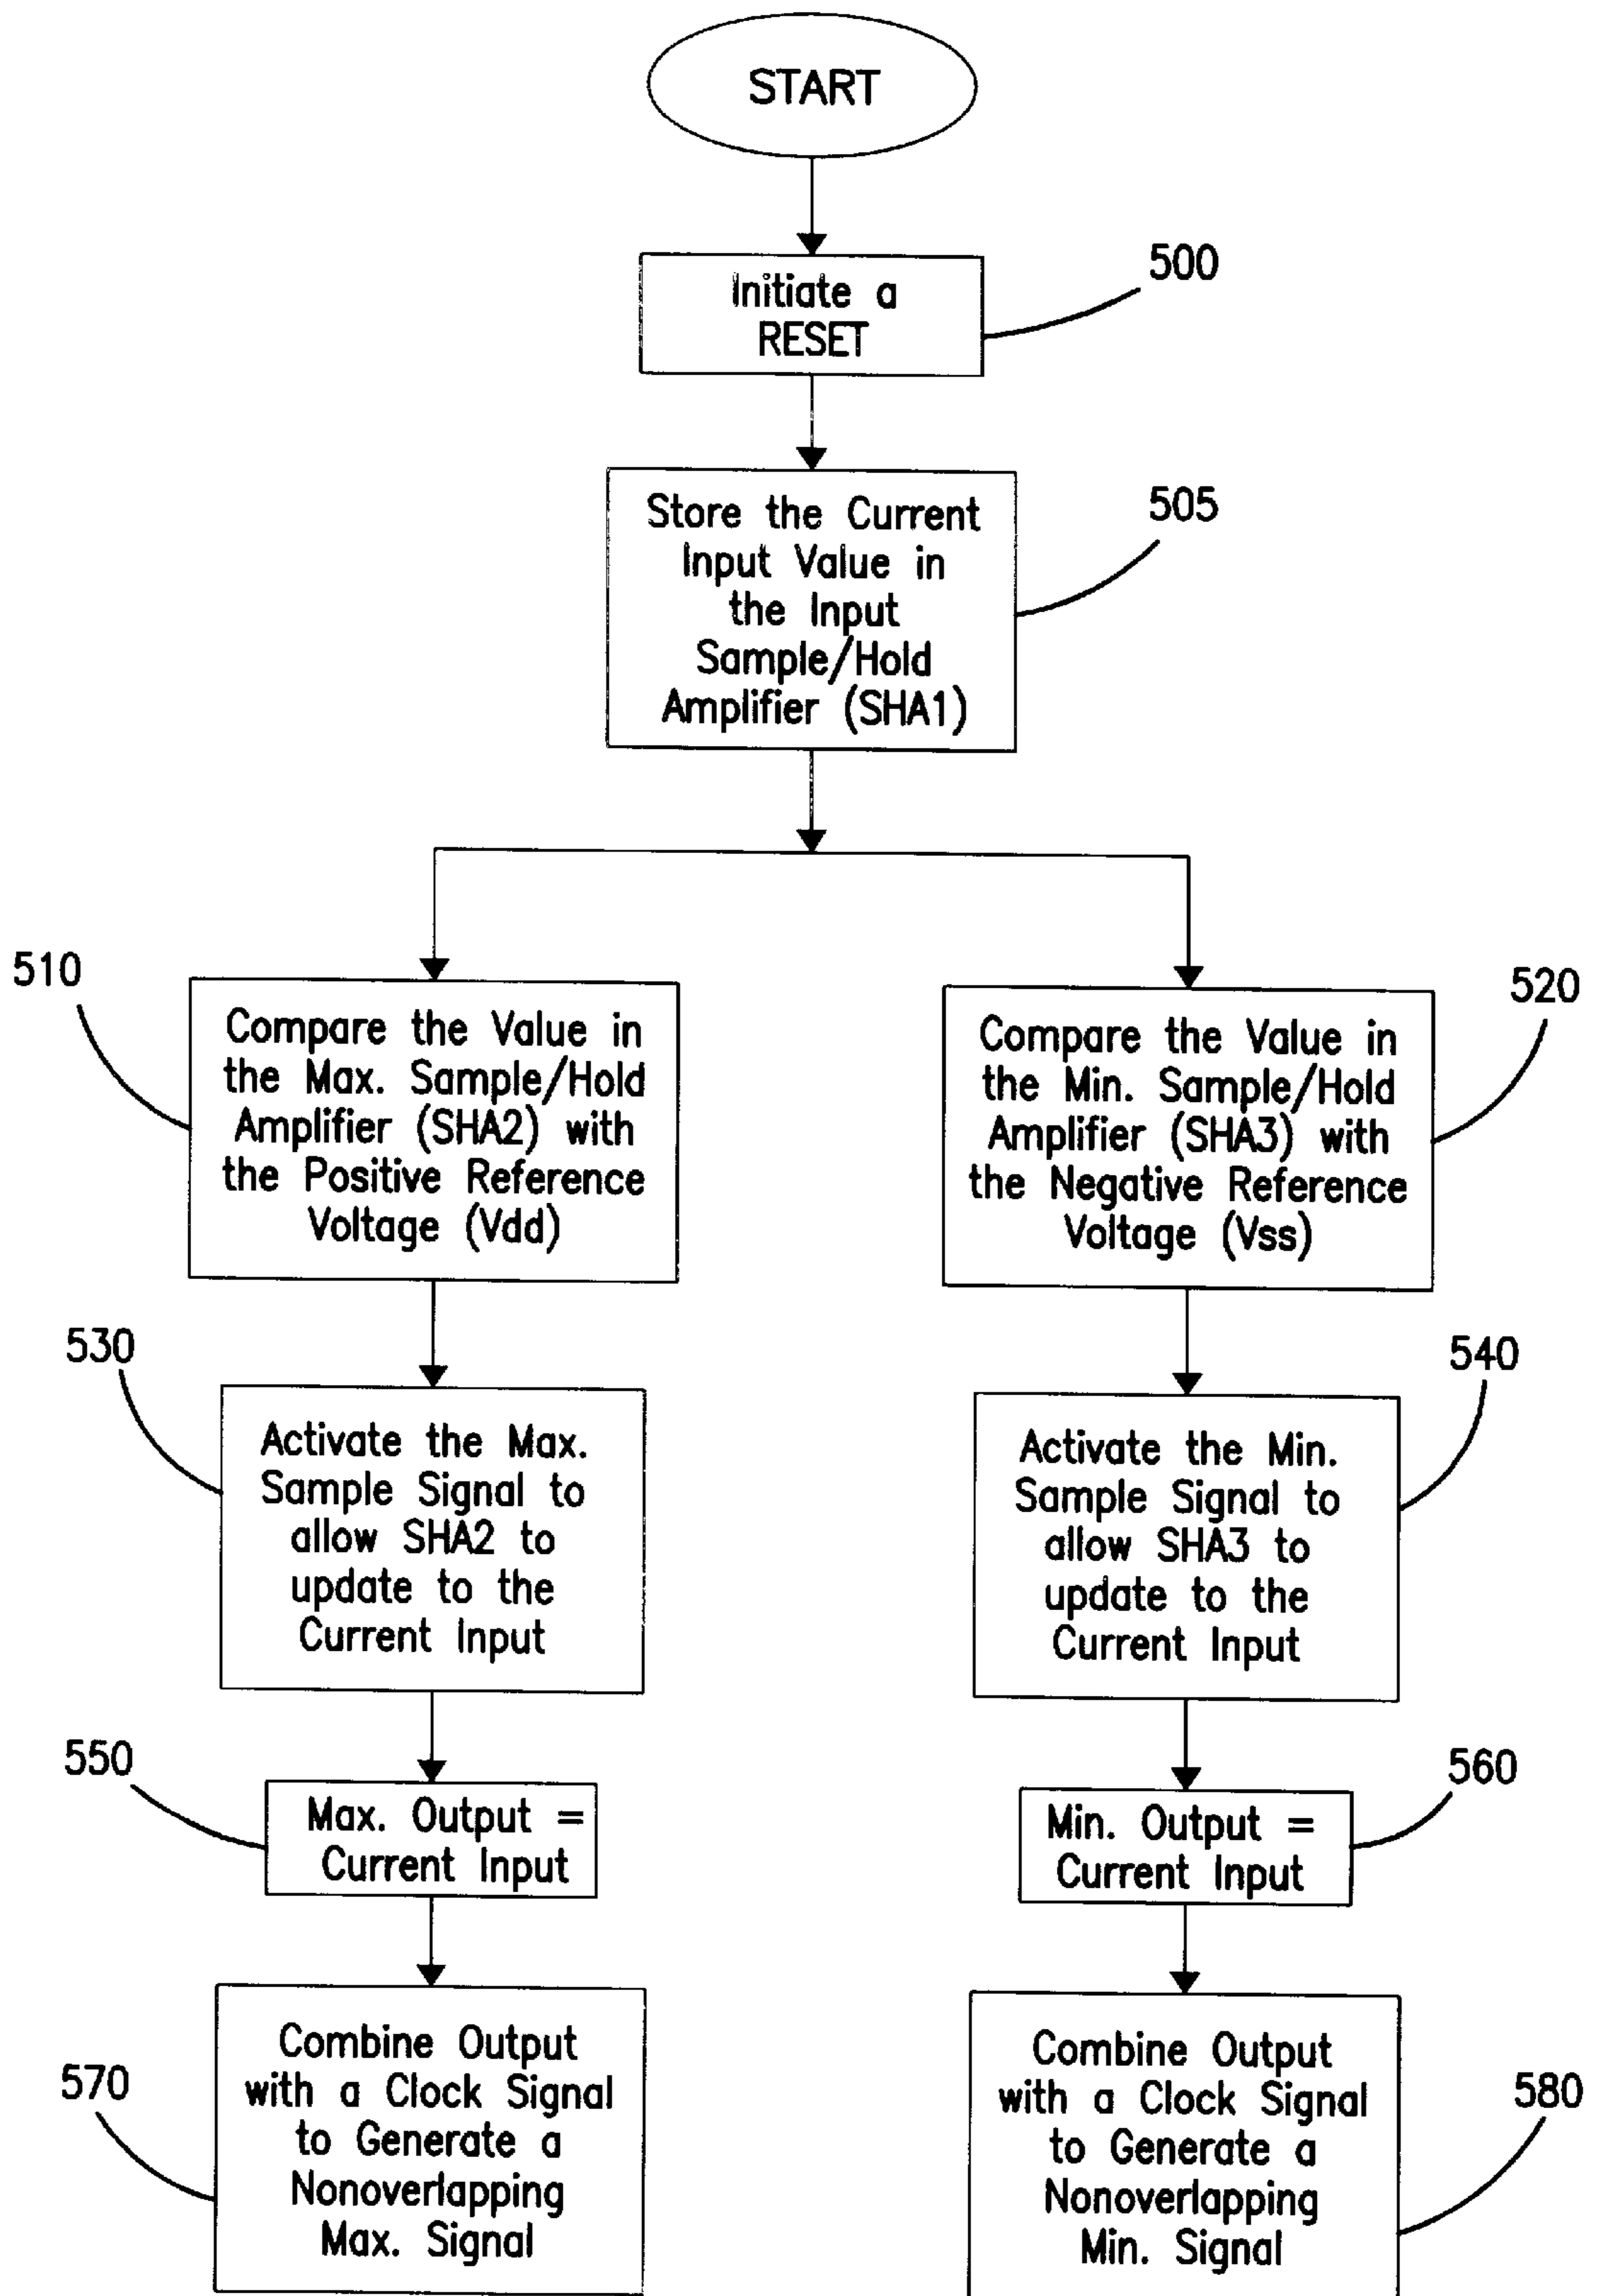 START
500
Initiate a
RESET
505
Store the Current
Input Value in
the Input
Sample/Hold
Amplifier (SHA1)
510
Compare the Value in
the Max. Sample/Hold
Amplifier (SHA2) with
the Positive Reference
Voltage (Vdd)
520
Compare the Value in
the Min. Sample/Hold
Amplifier (SHA3) with
the Negative Reference
Voltage (Vss)
530
Activate the Max.
Sample Signal to
allow SHA2 to
update to the
Current Input
540
Activate the Min.
Sample Signal to
allow SHA3 to
update to the
Current Input
550
Max. Output =
Current Input
560
Min. Output =
Current Input
570
Combine Output
with a Clock Signal
to Generate a
Nonoverlapping
Max. Signal
580
Combine Output
with a Clock Signal
to Generate a
Nonoverlapping
Min. Signal